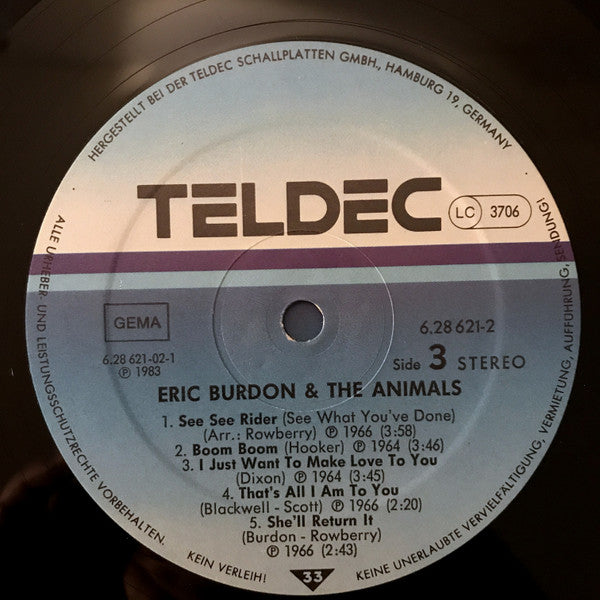 HERGESTELLT BEI DER TELDEC SCHALLPLATTEN GMBH., HAMBURG 19, GERMANY
TELDEC
LC 3706
GEMA
6.28 621-02-1
℗ 1983
6.28 621-2
Side 3 STEREO
ERIC BURDON & THE ANIMALS
1. See See Rider (See What You've Done)
(Arr.: Rowberry) ℗ 1966 (3:58)
2. Boom Boom (Hooker) ℗ 1964 (3:46)
3. I Just Want To Make Love To You
(Dixon) ℗ 1964 (3:45)
4. That's All I Am To You
(Blackwell - Scott) ℗ 1966 (2:20)
5. She'll Return It
(Burdon - Rowberry)
℗ 1966 (2:43)
33
ALLE URHEBER- UND LEISTUNGSSCHUTZRECHTE VORBEHALTEN.
KEIN VERLEIH!
KEINE UNERLAUBTE VERVIELFÄLTIGUNG, VERMIETUNG, AUFFÜHRUNG, SENDUNG!